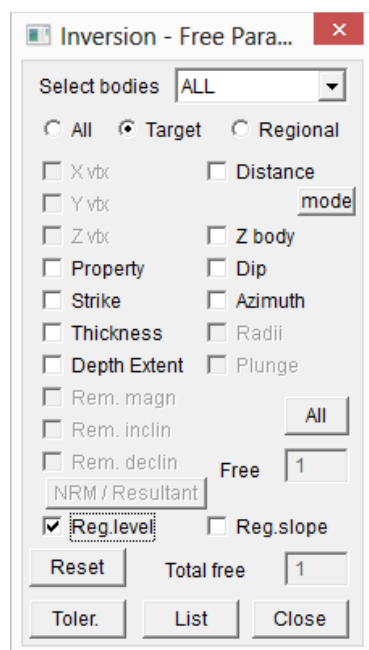 Inversion - Free Para...
Select bodies ALL
All Target Regional
X vtx Distance
Y vtx mode
Z vtx Z body
Property Dip
Strike Azimuth
Thickness Radii
Depth Extent Plunge
Rem. magn
All
Rem. inclin
Rem. declin Free 1
NRM / Resultant
Reg.level Reg.slope
Reset Total free 1
Toler. List Close